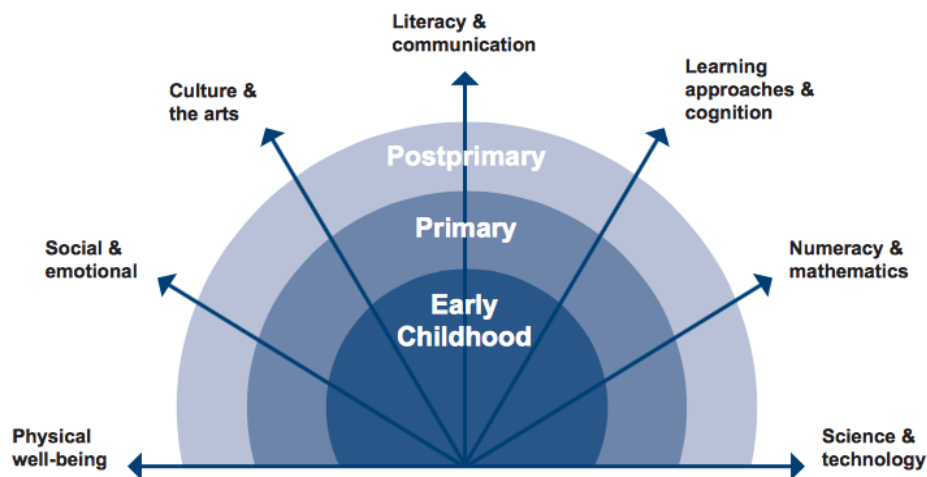 Literacy &
communication
Culture &
the arts
Learning
approaches &
cognition
Postprimary
Primary
Social &
emotional
Numeracy &
mathematics
Early
Childhood
Physical
well-being
Science &
technology